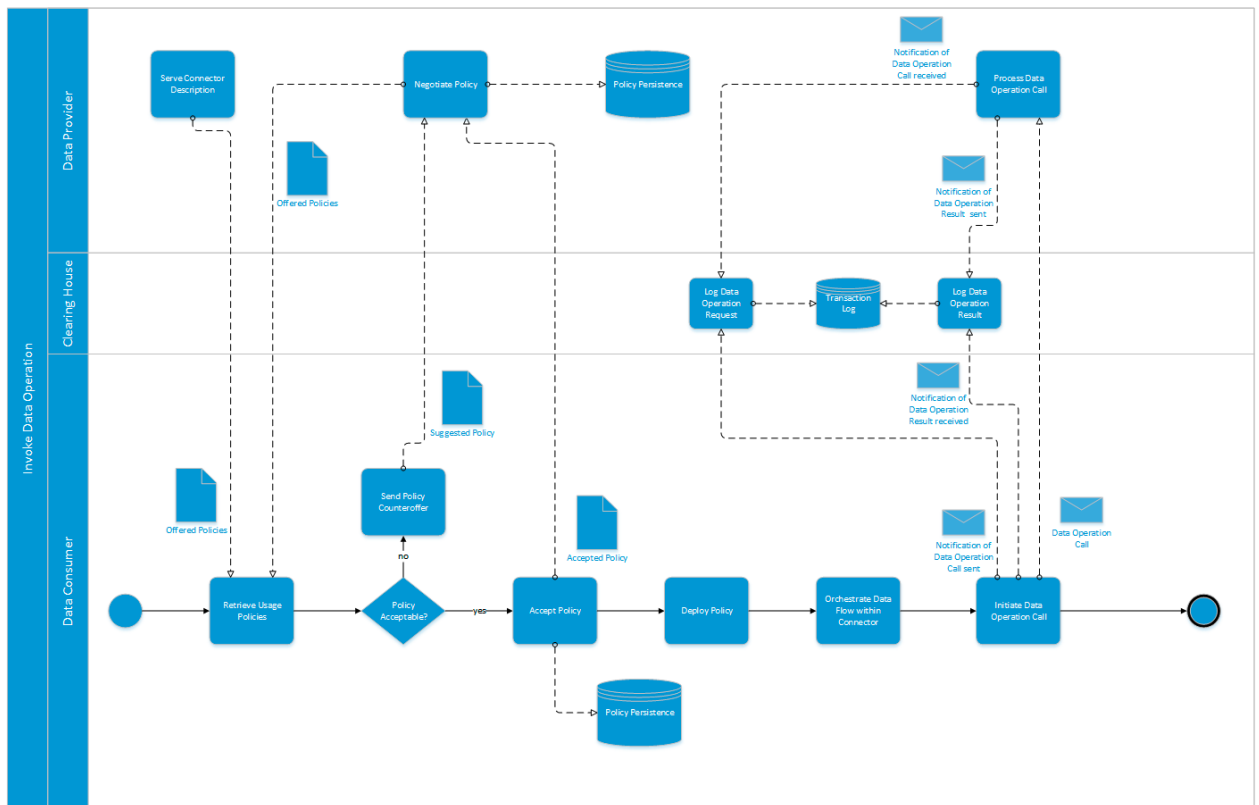 Invoke Data Operation
Data Provider
Serve Connector
Description
Negotiate Policy
Policy Persistence
Notification of
Data Operation
Call received
Process Data
Operation Call
Offered Policies
Notification of
Data Operation
Result sent
Clearing House
Log Data
Operation
Request
Transaction
Log
Log Data
Operation
Result
Data Consumer
Notification of
Data Operation
Result received
Suggested Policy
Send Policy
Counteroffer
Offered Policies
no
Accepted Policy
Notification of
Data Operation
Call sent
Data Operation
Call
Retrieve Usage
Policies
Policy
Acceptable?
yes
Accept Policy
Deploy Policy
Orchestrate Data
Flow within
Connector
Initiate Data
Operation Call
Policy Persistence